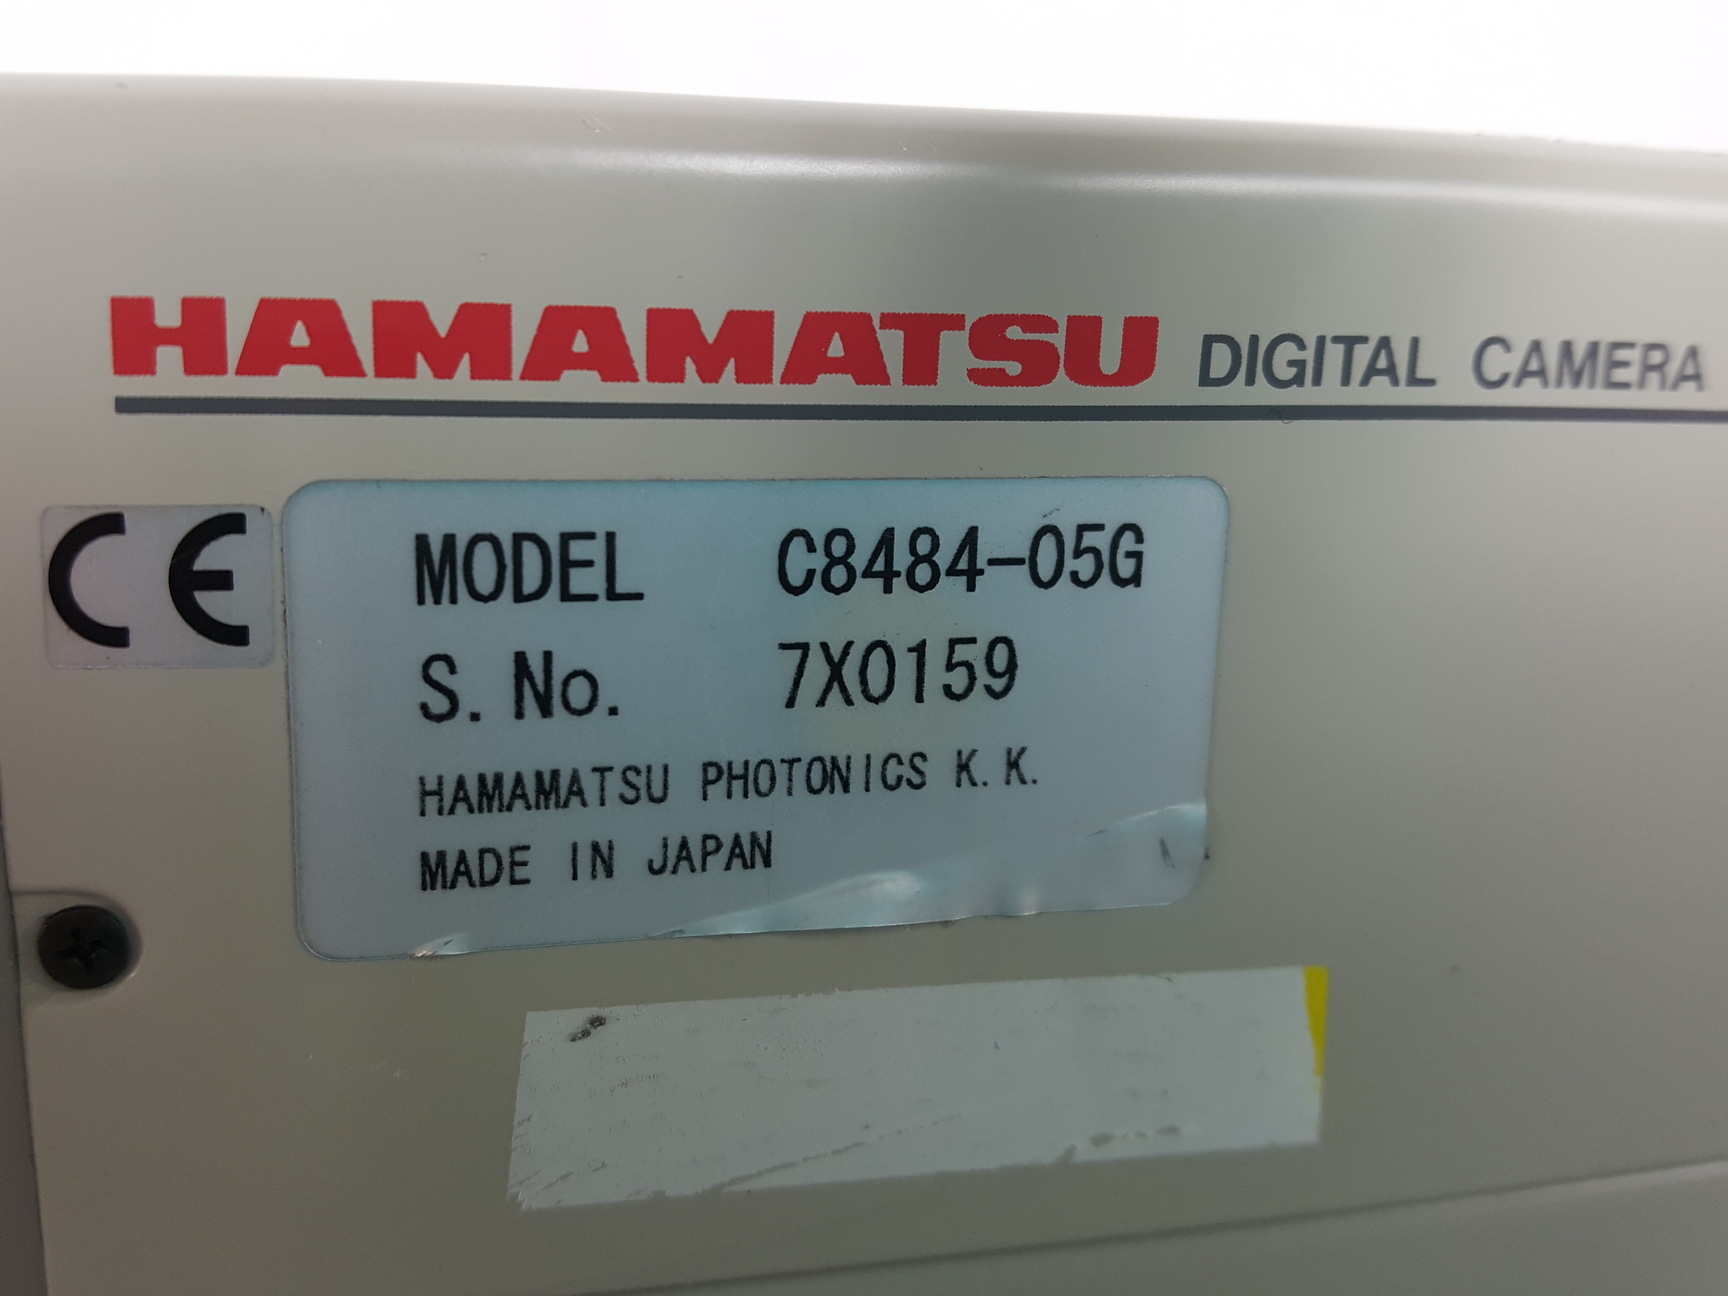 HAMAMATSU DIGITAL CAMERA
CE
MODEL C8484-05G
S.No. 7X0159
HAMAMATSU PHOTONICS K.K.
MADE IN JAPAN